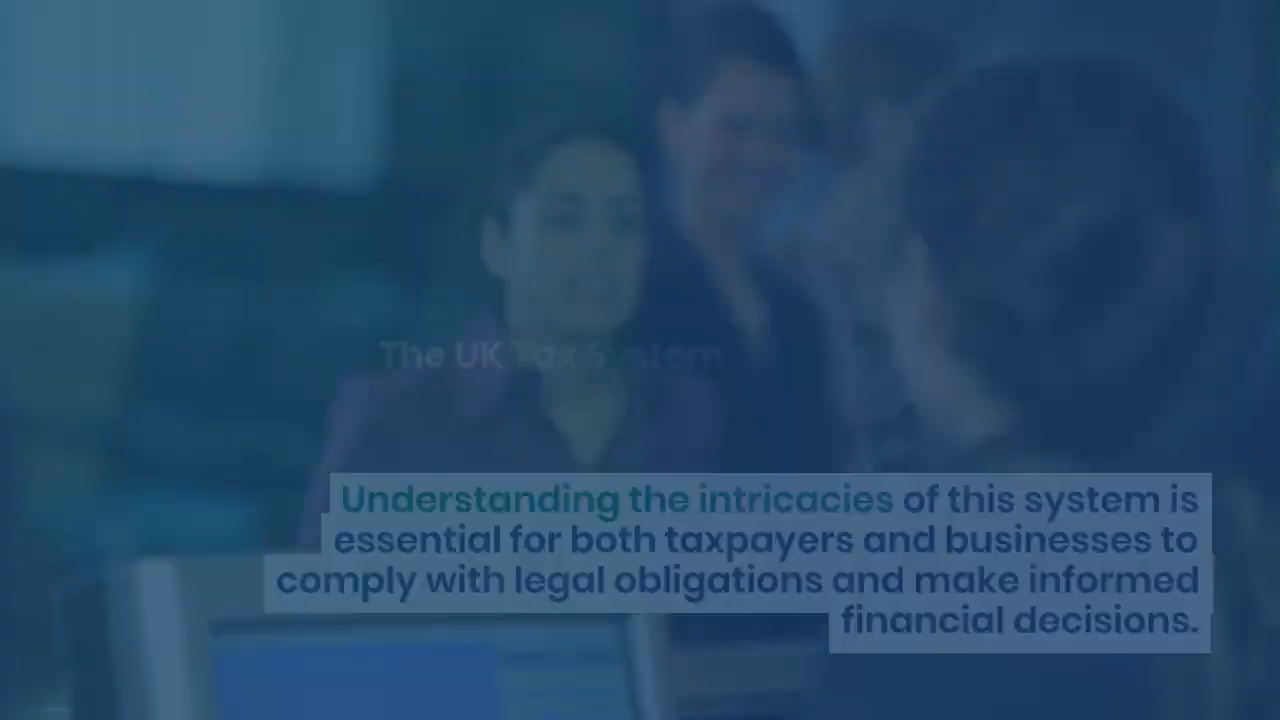 The UK Tax System
Understanding the intricacies of this system is
essential for both taxpayers and businesses to
comply with legal obligations and make informed
financial decisions.